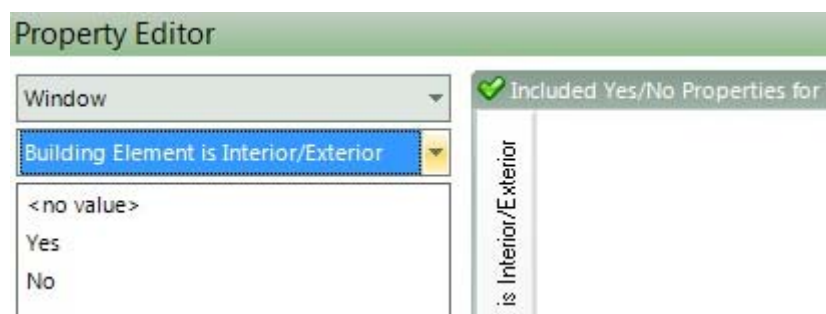 Property Editor
Window
Building Element is Interior/Exterior
<no value>
Yes
No
Included Yes/No Properties for
is Interior/Exterior